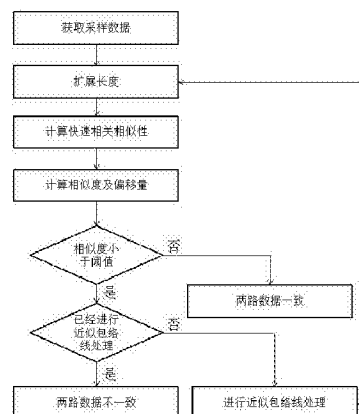 获取采样数据
扩展长度
计算快速相关相似性
计算相似度及偏移量
相似度小
于阈值
否
是
两路数据一致
已经进行
近似包络
线处理
否
是
两路数据不一致
进行近似包络线处理